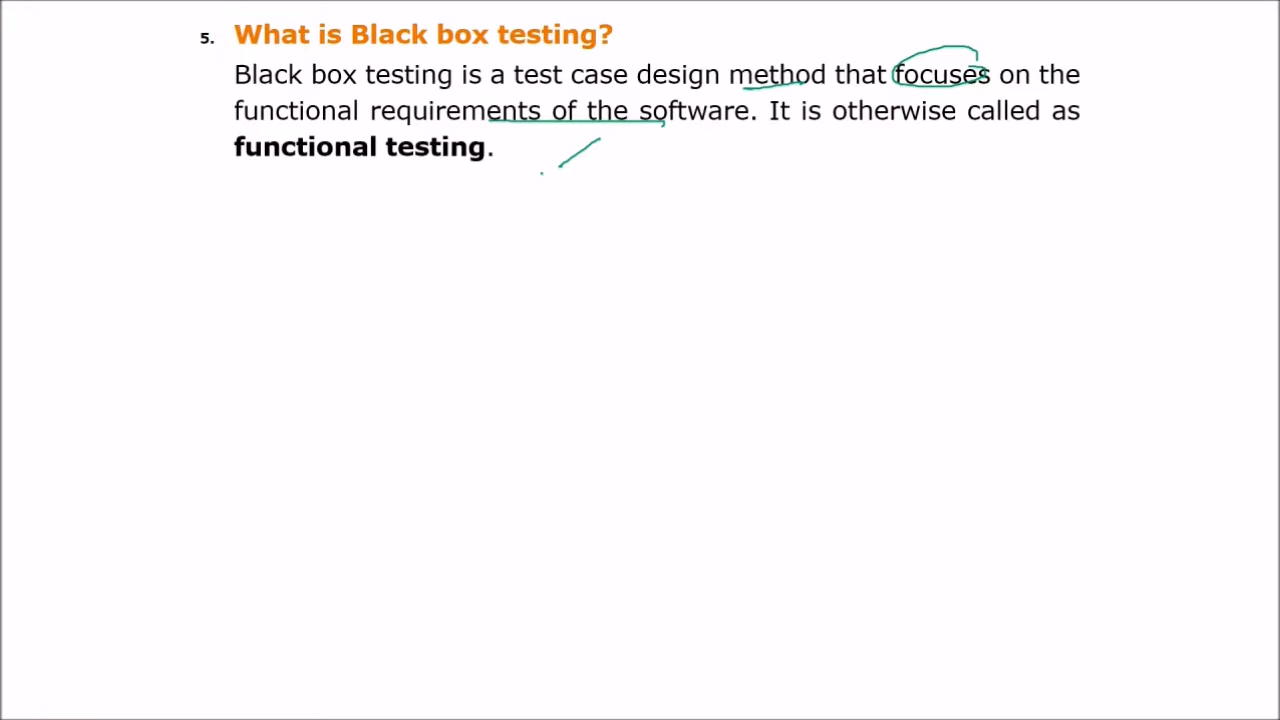 5. What is Black box testing?
Black box testing is a test case design method that focuses on the
functional requirements of the software. It is otherwise called as
functional testing.